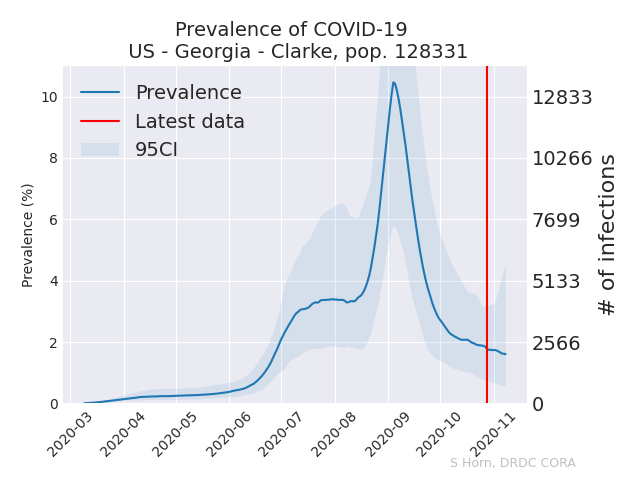 Prevalence of COVID-19
US - Georgia - Clarke, pop. 128331
Prevalence
Latest data
95CI
Prevalence (%)
10
8
6
4
2
0
12833
10266
7699
5133
2566
0
# of infections
2020-03
2020-04
2020-05
2020-06
2020-07
2020-08
2020-09
2020-10
2020-11
S Horn, DRDC CORA